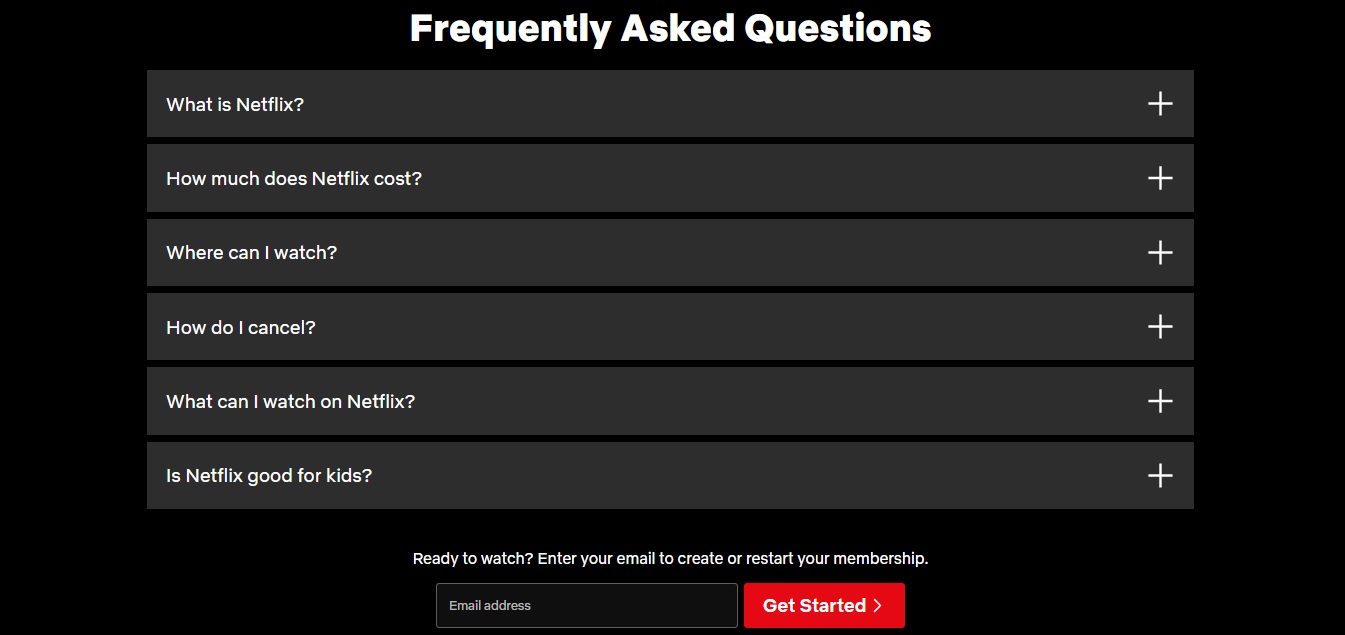 Frequently Asked Questions
What is Netflix?
How much does Netflix cost?
Where can I watch?
How do I cancel?
What can I watch on Netflix?
Is Netflix good for kids?
Ready to watch? Enter your email to create or restart your membership.
Email address
Get Started